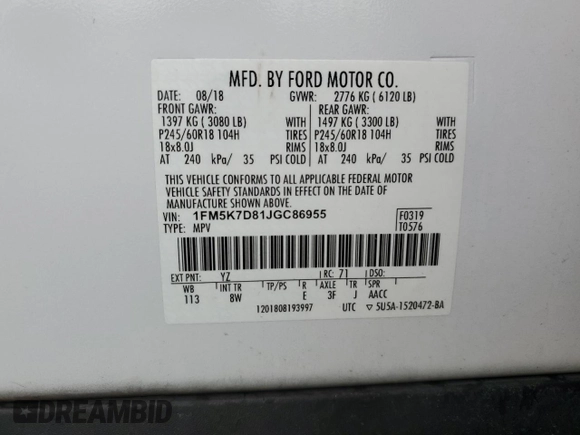 MFD. BY FORD MOTOR CO.
DATE: 08/18 GVWR: 2776 KG ( 6120 LB)
FRONT GAWR: REAR GAWR:
1397 KG ( 3080 LB) WITH 1497 KG ( 3300 LB) WITH
P245/60R18 104H TIRES P245/60R18 104H TIRES
18x8.0J RIMS 18x8.0J RIMS
AT 240 kPa/ 35 PSI COLD AT 240 kPa/ 35 PSI COLD
THIS VEHICLE CONFORMS TO ALL APPLICABLE FEDERAL MOTOR
VEHICLE SAFETY STANDARDS IN EFFECT ON THE DATE OF
MANUFACTURE SHOWN ABOVE.
VIN: 1FM5K7D81JGC86955 F0319
TYPE: MPV T0576
EXT PNT: YZ RC: 71 DSO:
WB INT TR TP/PS R AXLE TR SPR
113 8W E 3F J AACC
1201808193997 UTC ▽ 5U5A-1520472-BA
DREAMBID